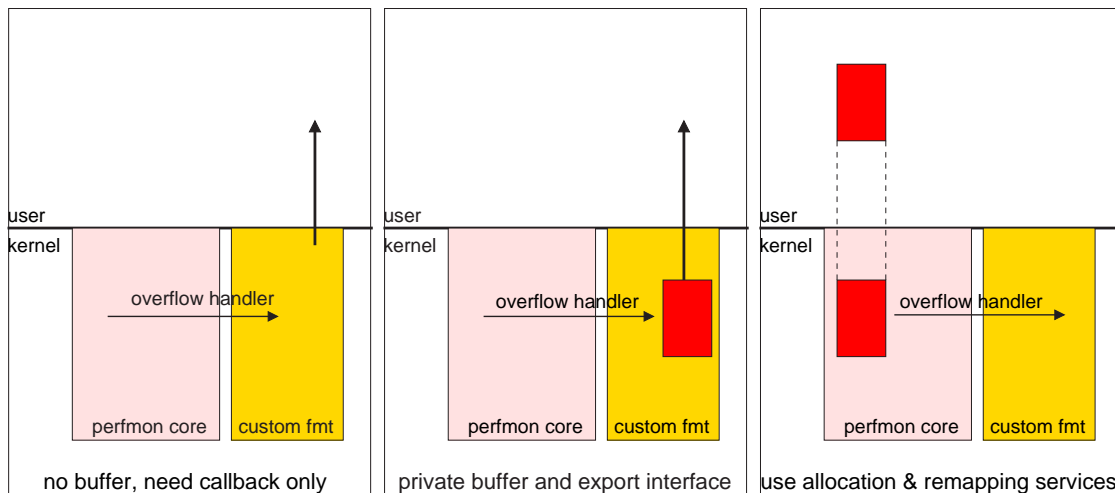 user
kernel
overflow handler
perfmon core
custom fmt
no buffer, need callback only
user
kernel
overflow handler
perfmon core
custom fmt
private buffer and export interface
user
kernel
overflow handler
perfmon core
custom fmt
use allocation & remapping services